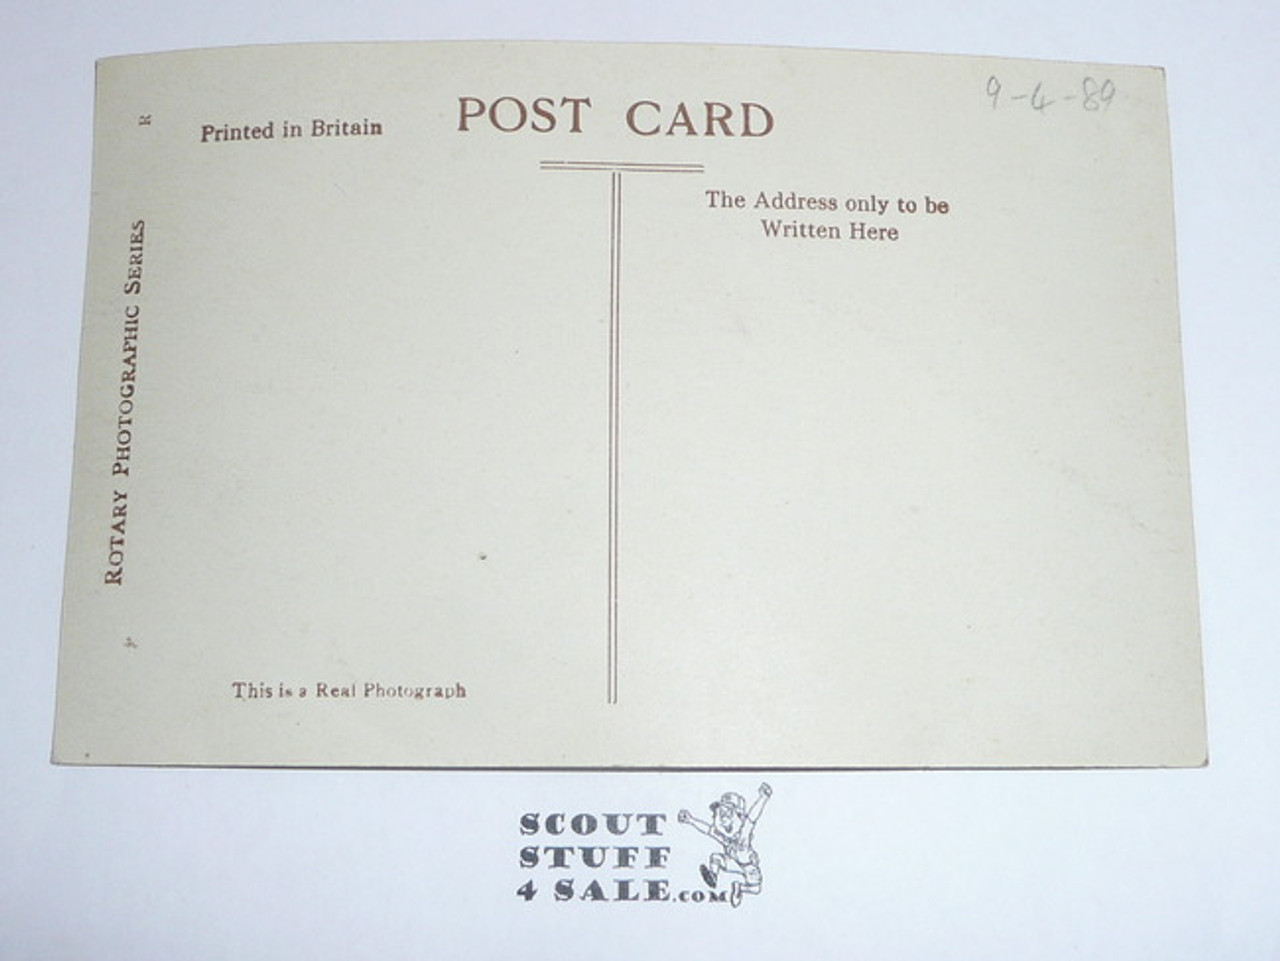 9-4-89
POST CARD
Printed in Britain
The Address only to be
Written Here
ROTARY PHOTOGRAPHIC SERIES
This is a Real Photograph
SCOUT
STUFF
4 SALE.COM